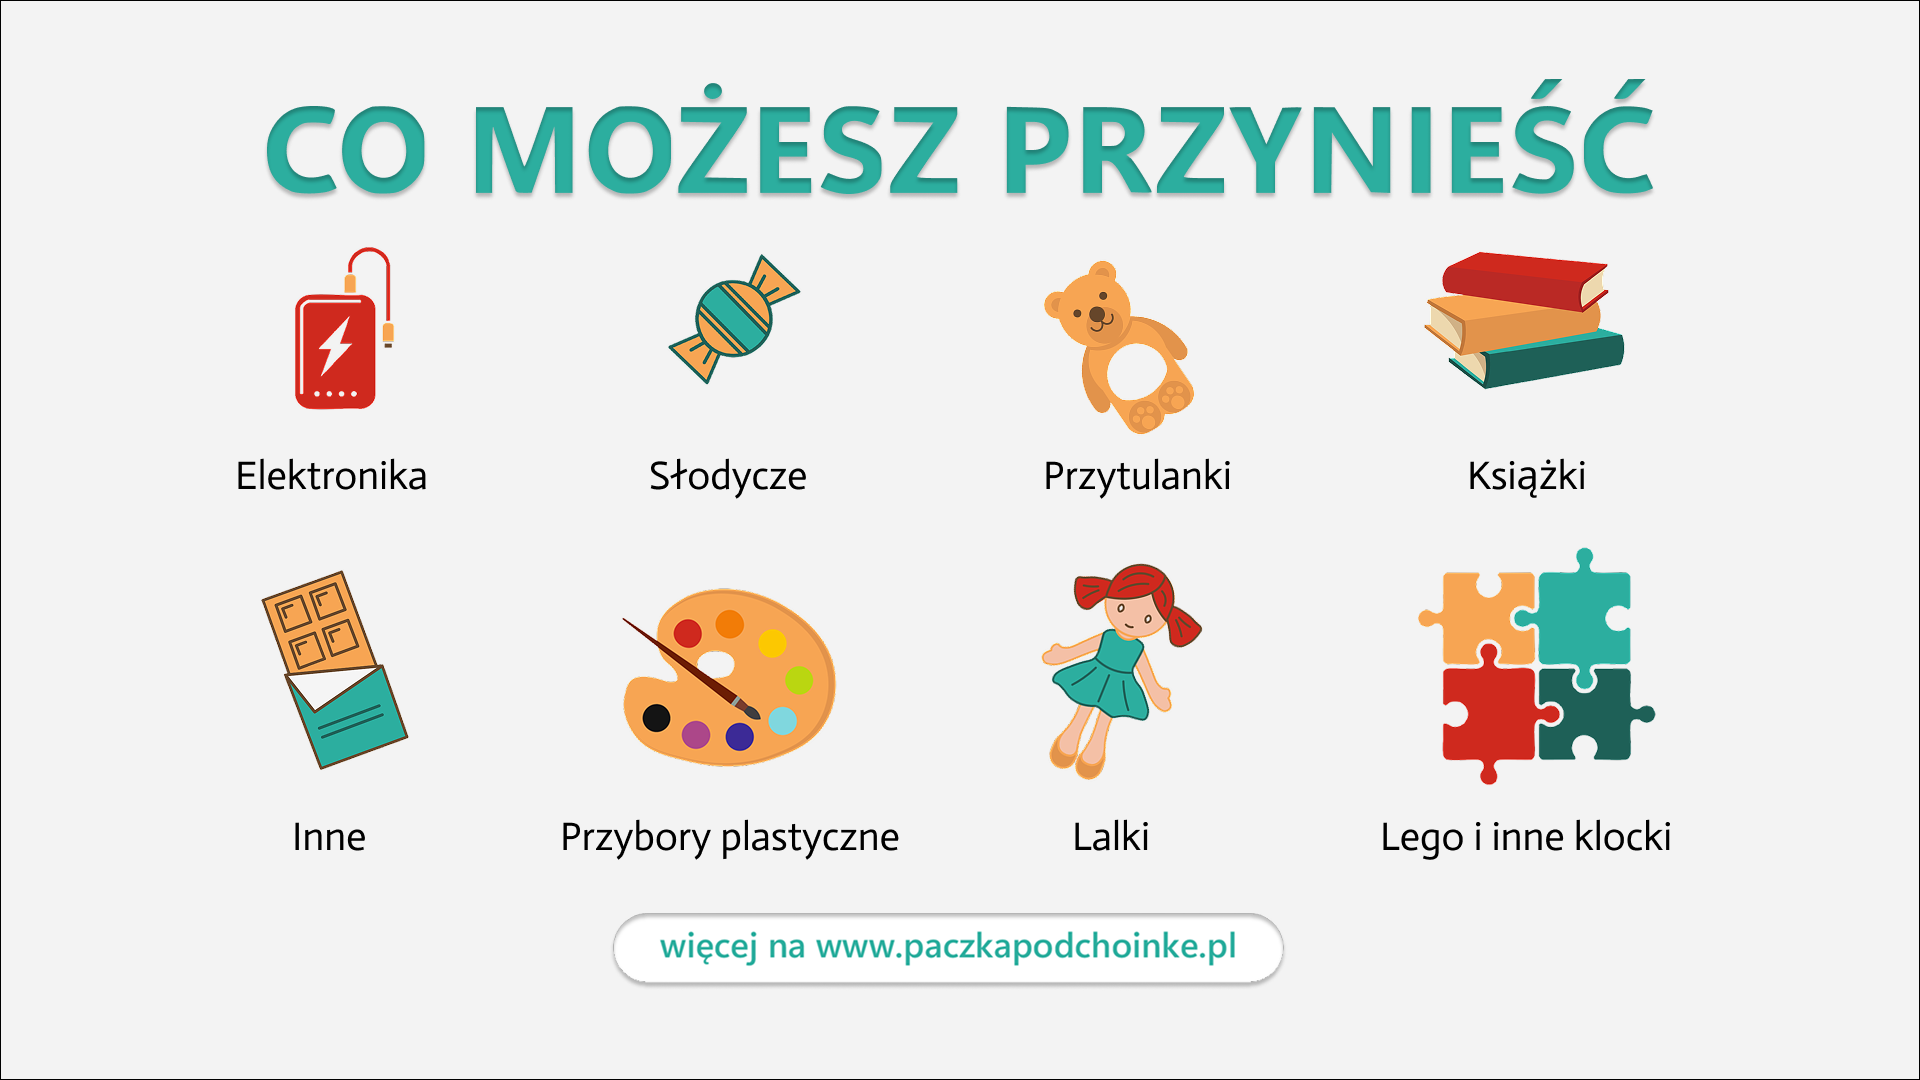 CO MOŻESZ PRZYNIEŚĆ
Elektronika
Słodycze
Przytulanki
Książki
Inne
Przybory plastyczne
Lalki
Lego i inne klocki
więcej na www.paczkapodchoinke.pl